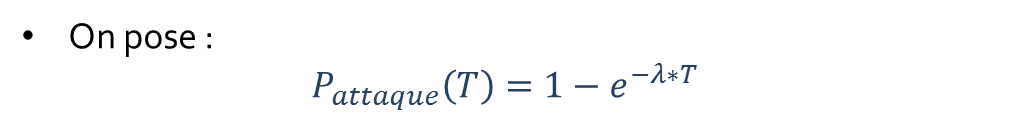 • On pose :
P_attaque(T) = 1 − e^{−λ∗T}